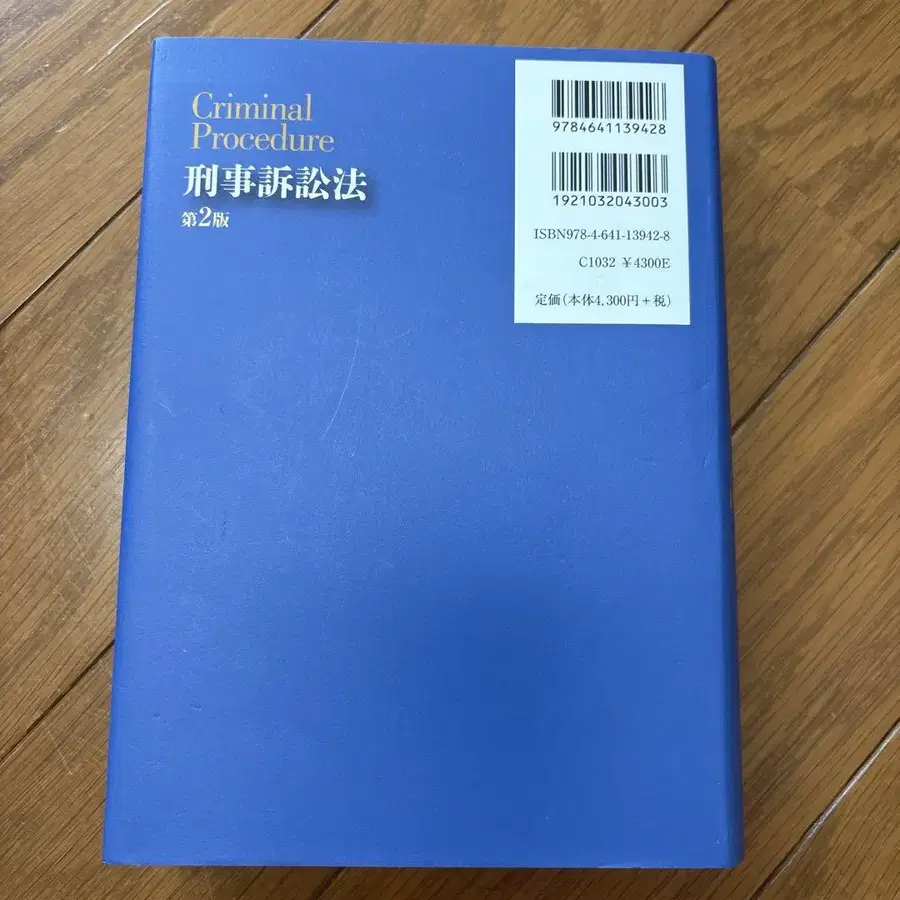 Criminal
Procedure
刑事訴訟法
第2版
9784641139428
1921032043003
ISBN978-4-641-13942-8
C1032 ¥4300E
定価(本体4,300円+税)